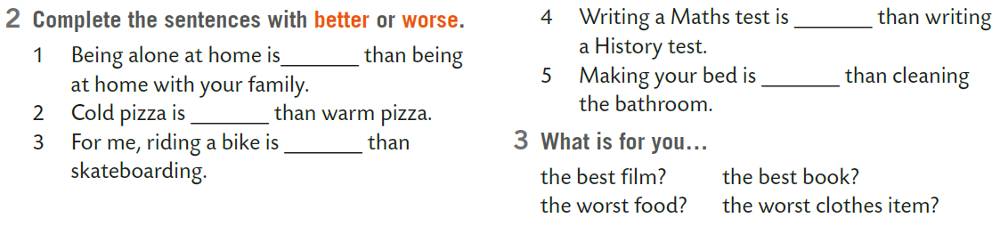 2 Complete the sentences with better or worse.
1 Being alone at home is_______ than being
at home with your family.
2 Cold pizza is _______ than warm pizza.
3 For me, riding a bike is _______ than
skateboarding.
4 Writing a Maths test is _______ than writing
a History test.
5 Making your bed is _______ than cleaning
the bathroom.
3 What is for you…
the best film? the best book?
the worst food? the worst clothes item?